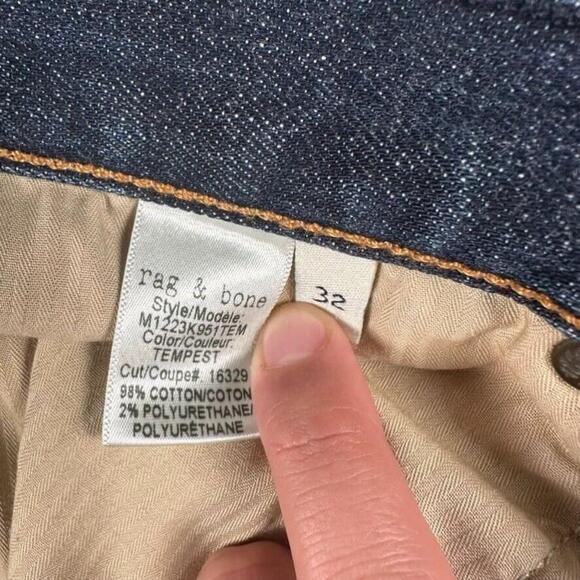 rag & bone
Style/Modèle:
M1223K951TEM
Color/Couleur:
TEMPEST
Cut/Coupe#: 16329
98% COTTON/COTON
2% POLYURETHANE/
POLYURÉTHANE
32